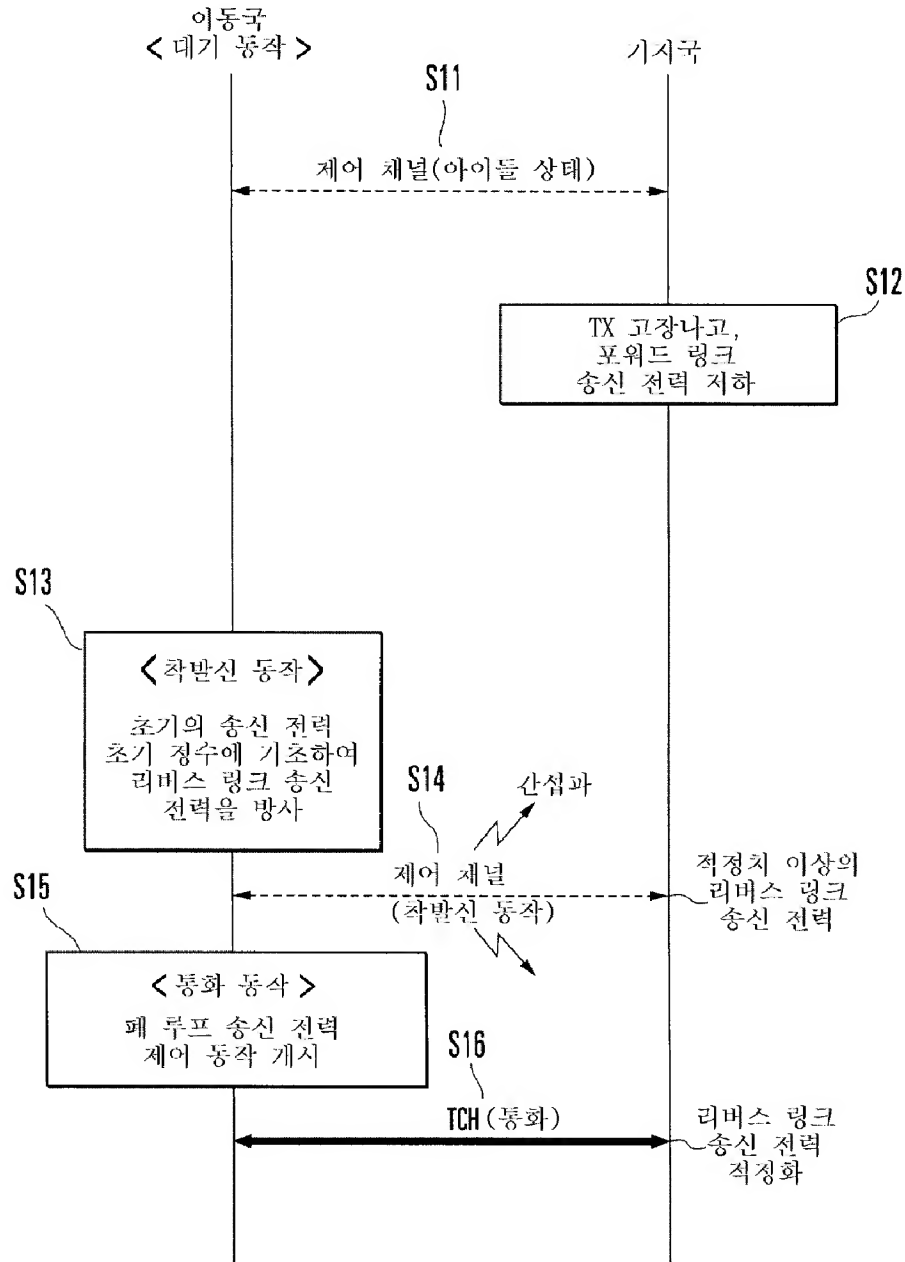 이동국
<대기 동작>
기지국
S11
제어 채널(아이들 상태)
S12
TX 고장나고,
포워드 링크
송신 전력 저하
S13
<착발신 동작>
초기의 송신 전력
초기 정수에 기초하여
리버스 링크 송신
전력을 방사
S14
간섭파
제어 채널
(착발신 동작)
적정치 이상의
리버스 링크
송신 전력
S15
<통화 동작>
폐 루프 송신 전력
제어 동작 개시
S16
TCH(통화)
리버스 링크
송신 전력
적정화